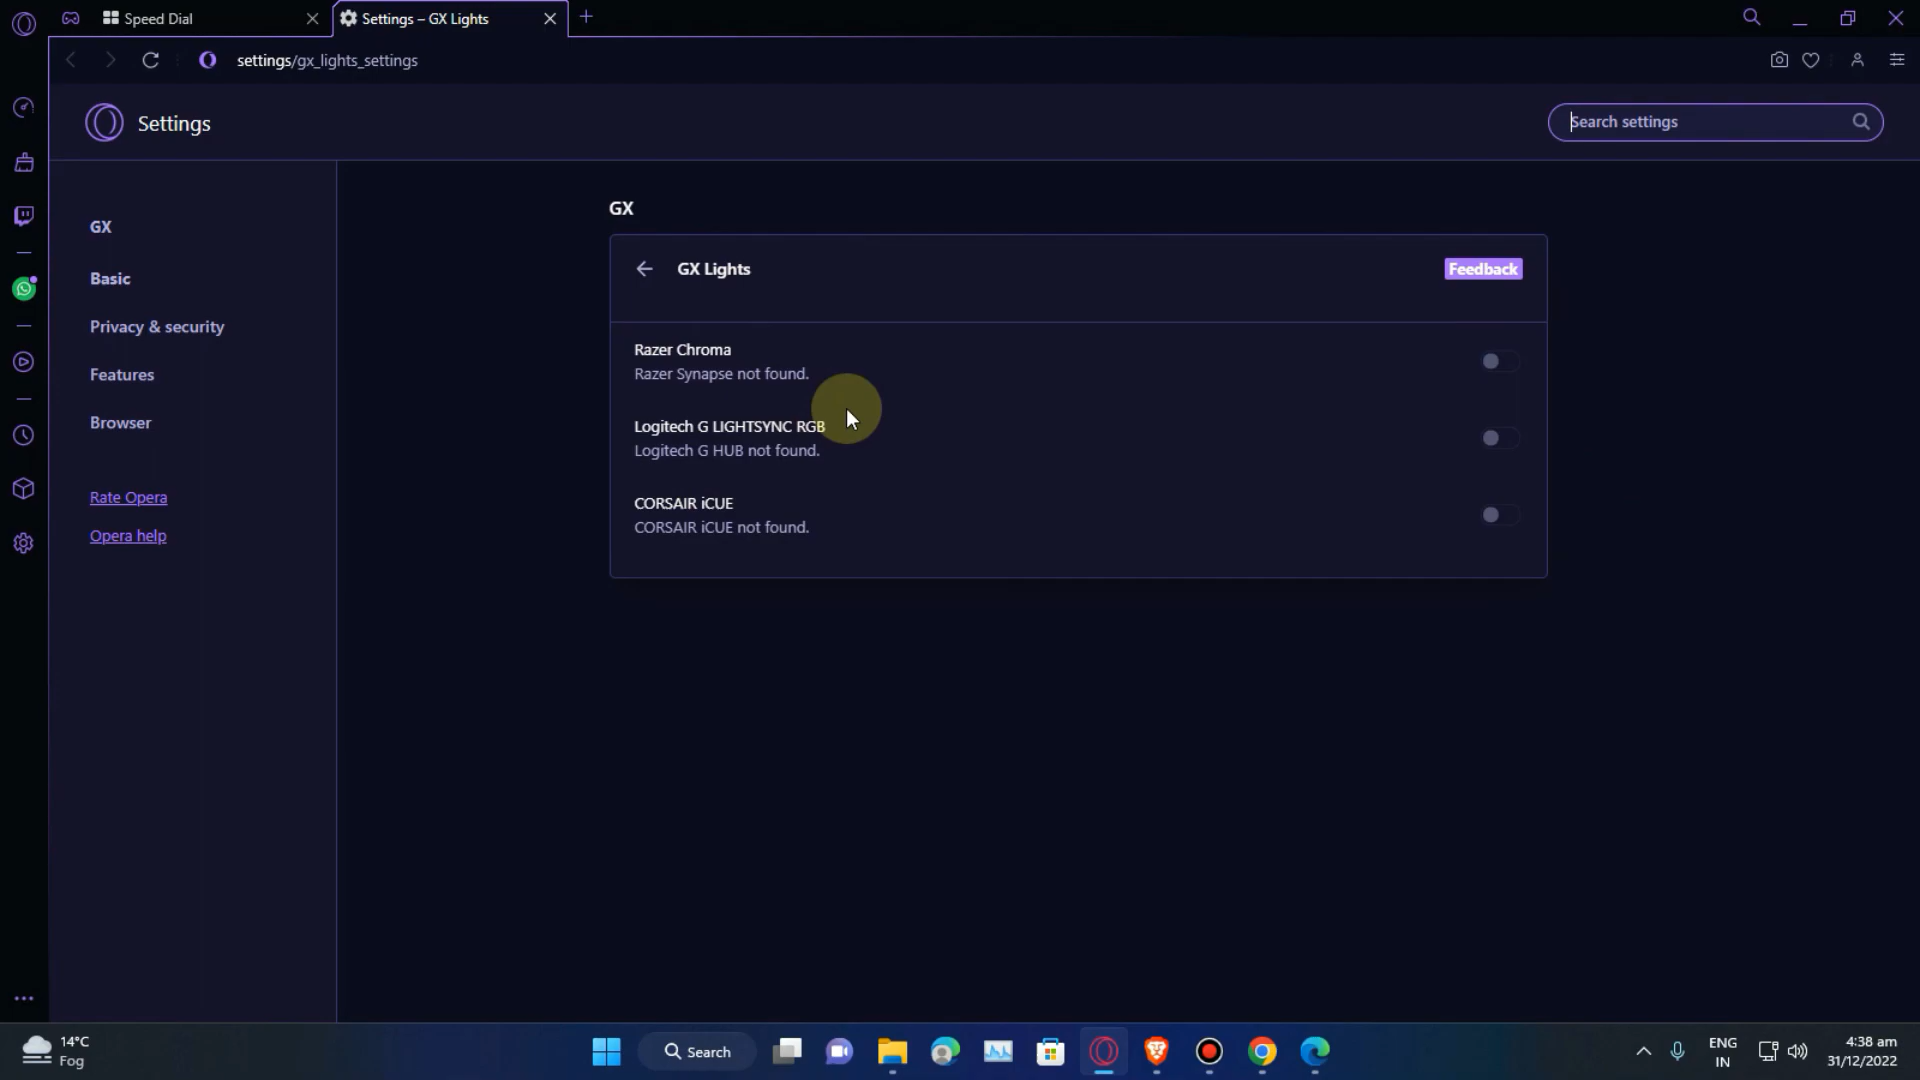 Speed Dial
Settings – GX Lights
settings/gx_lights_settings
Settings
Search settings
GX
Basic
Privacy & security
Features
Browser
Rate Opera
Opera help
GX
GX Lights
Feedback
Razer Chroma
Razer Synapse not found.
Logitech G LIGHTSYNC RGB
Logitech G HUB not found.
CORSAIR iCUE
CORSAIR iCUE not found.
14°C
Fog
Search
ENG
IN
4:38 am
31/12/2022